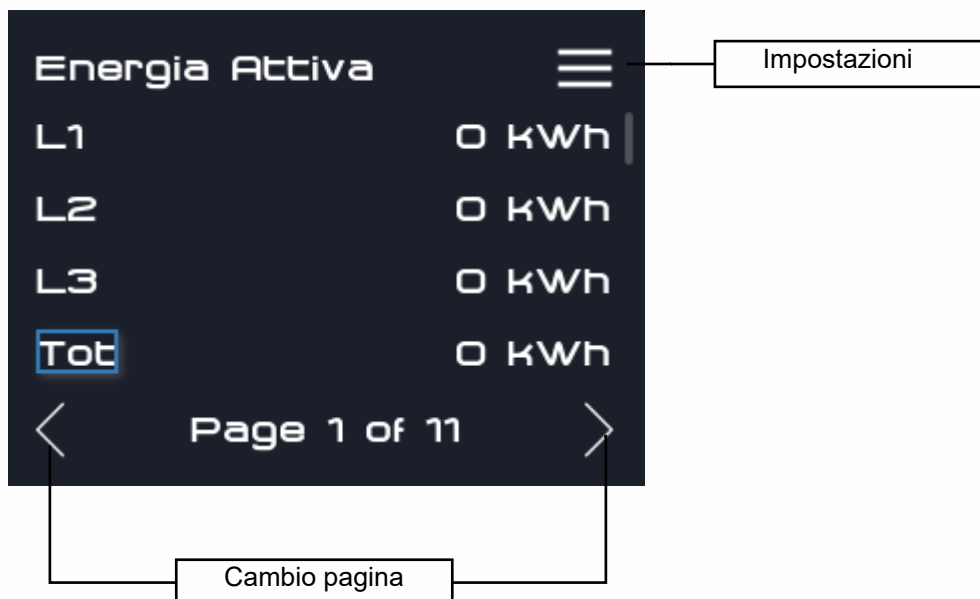 Energia Attiva
Impostazioni
L1 0 kWh
L2 0 kWh
L3 0 kWh
Tot 0 kWh
Page 1 of 11
Cambio pagina